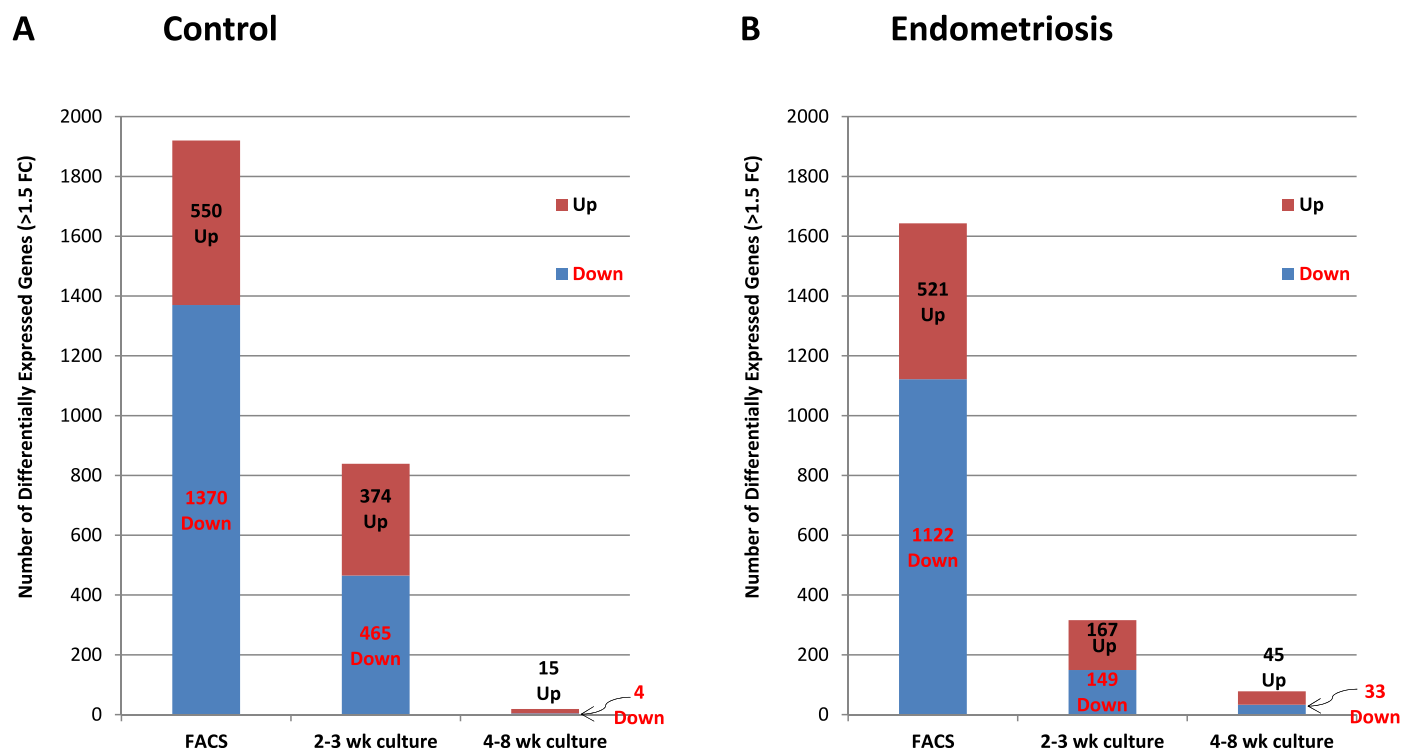 A Control
Number of Differentially Expressed Genes (>1.5 FC)
2000
1800
1600
1400
1200
1000
800
600
400
200
0
550
Up
1370
Down
374
Up
465
Down
15
Up
4
Down
Up
Down
FACS 2-3 wk culture 4-8 wk culture
B Endometriosis
Number of Differentially Expressed Genes (>1.5 FC)
2000
1800
1600
1400
1200
1000
800
600
400
200
0
521
Up
1122
Down
167
Up
149
Down
45
Up
33
Down
Up
Down
FACS 2-3 wk culture 4-8 wk culture